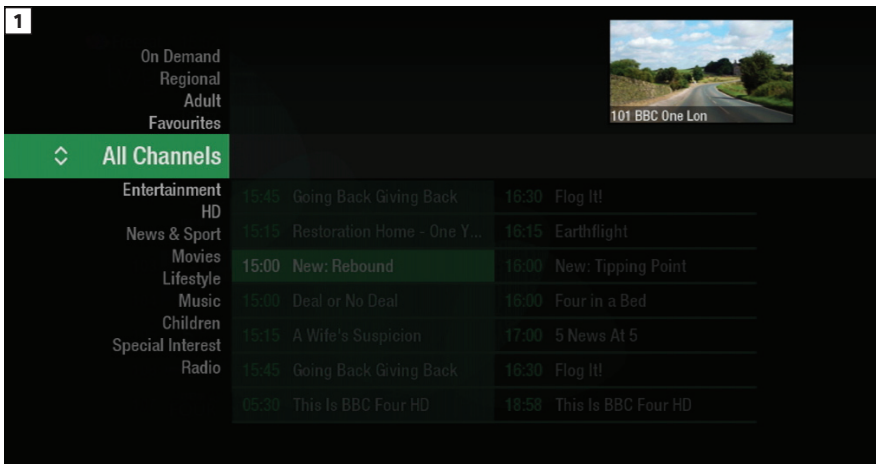 1
On Demand
Regional
Adult
Favourites
101 BBC One Lon
All Channels
Entertainment
HD
News & Sport
Movies
Lifestyle
Music
Children
Special Interest
Radio
15:45 Going Back Giving Back 16:30 Flog It!
15:15 Restoration Home - One Y... 16:15 Earthflight
15:00 New: Rebound 16:00 New: Tipping Point
15:00 Deal or No Deal 16:00 Four in a Bed
15:15 A Wife's Suspicion 17:00 5 News At 5
15:45 Going Back Giving Back 16:30 Flog It!
05:30 This Is BBC Four HD 18:58 This Is BBC Four HD